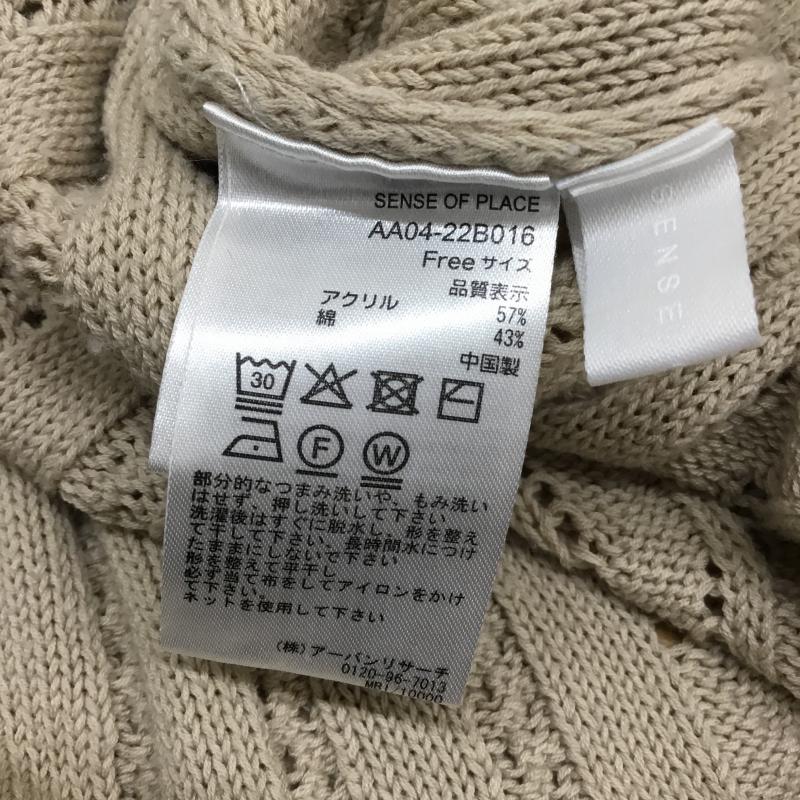 SENSE OF PLACE
AA04-22B016
Free サイズ
品質表示
アクリル 57%
綿 43%
中国製
30
F
W
部分的なつまみ洗いや、もみ洗い
はせず、押し洗いして下さい
洗濯後はすぐに脱水し、形を整え
て干して下さい、長時間水につけ
たままにしないで下さい
形を整えて平干し
必ず当て布をしてアイロンをかけ
て下さい
ネットを使用して下さい
(株)アーバンリサーチ
0120-96-7013
MRI/10000
SENSE